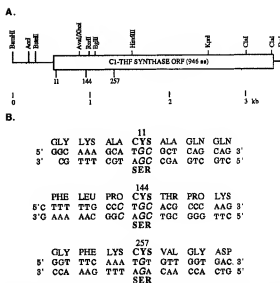 A.
BamHI
AccI
BstEII
AvaI/XhoI
RsrII
BglII
HindIII
KpnI
ClaI
ClaI
C1-THF SYNTHASE ORF (946 aa)
11 144 257
0 1 2 3 kb
B.
11
GLY LYS ALA CYS ALA GLN GLN
5' GGC AAA GCA TGC GCT CAG CAG 3'
3' CG TTT CGT AGC CGA GTC GTC 5'
SER
144
PHE LEU PRO CYS THR PRO LYS
5'C TTT TTG CCC TGC ACG CCC AAG 3'
3'G AAA AAC GGC AGC TGC GGG TTC 5'
SER
257
GLY PHE LYS CYS VAL GLY ASP
5' GGT TTC AAA TGT GTT GGT GAC 3'
3' CCA AAG TTT AGA CAA CCA CTG 5'
SER